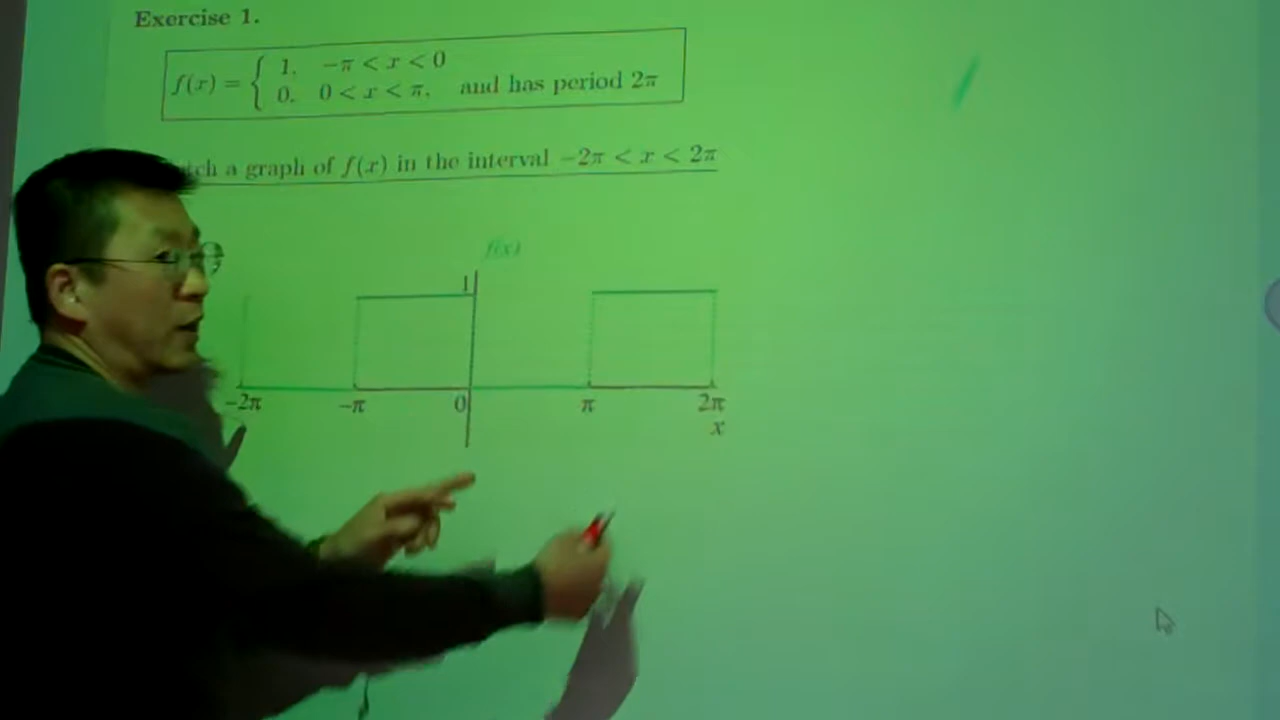 Exercise 1.
f(x) = { 1, −π < x < 0
0, 0 < x < π, and has period 2π
a graph of f(x) in the interval −2π < x < 2π
f(x)
1
−2π −π 0 π 2π
x